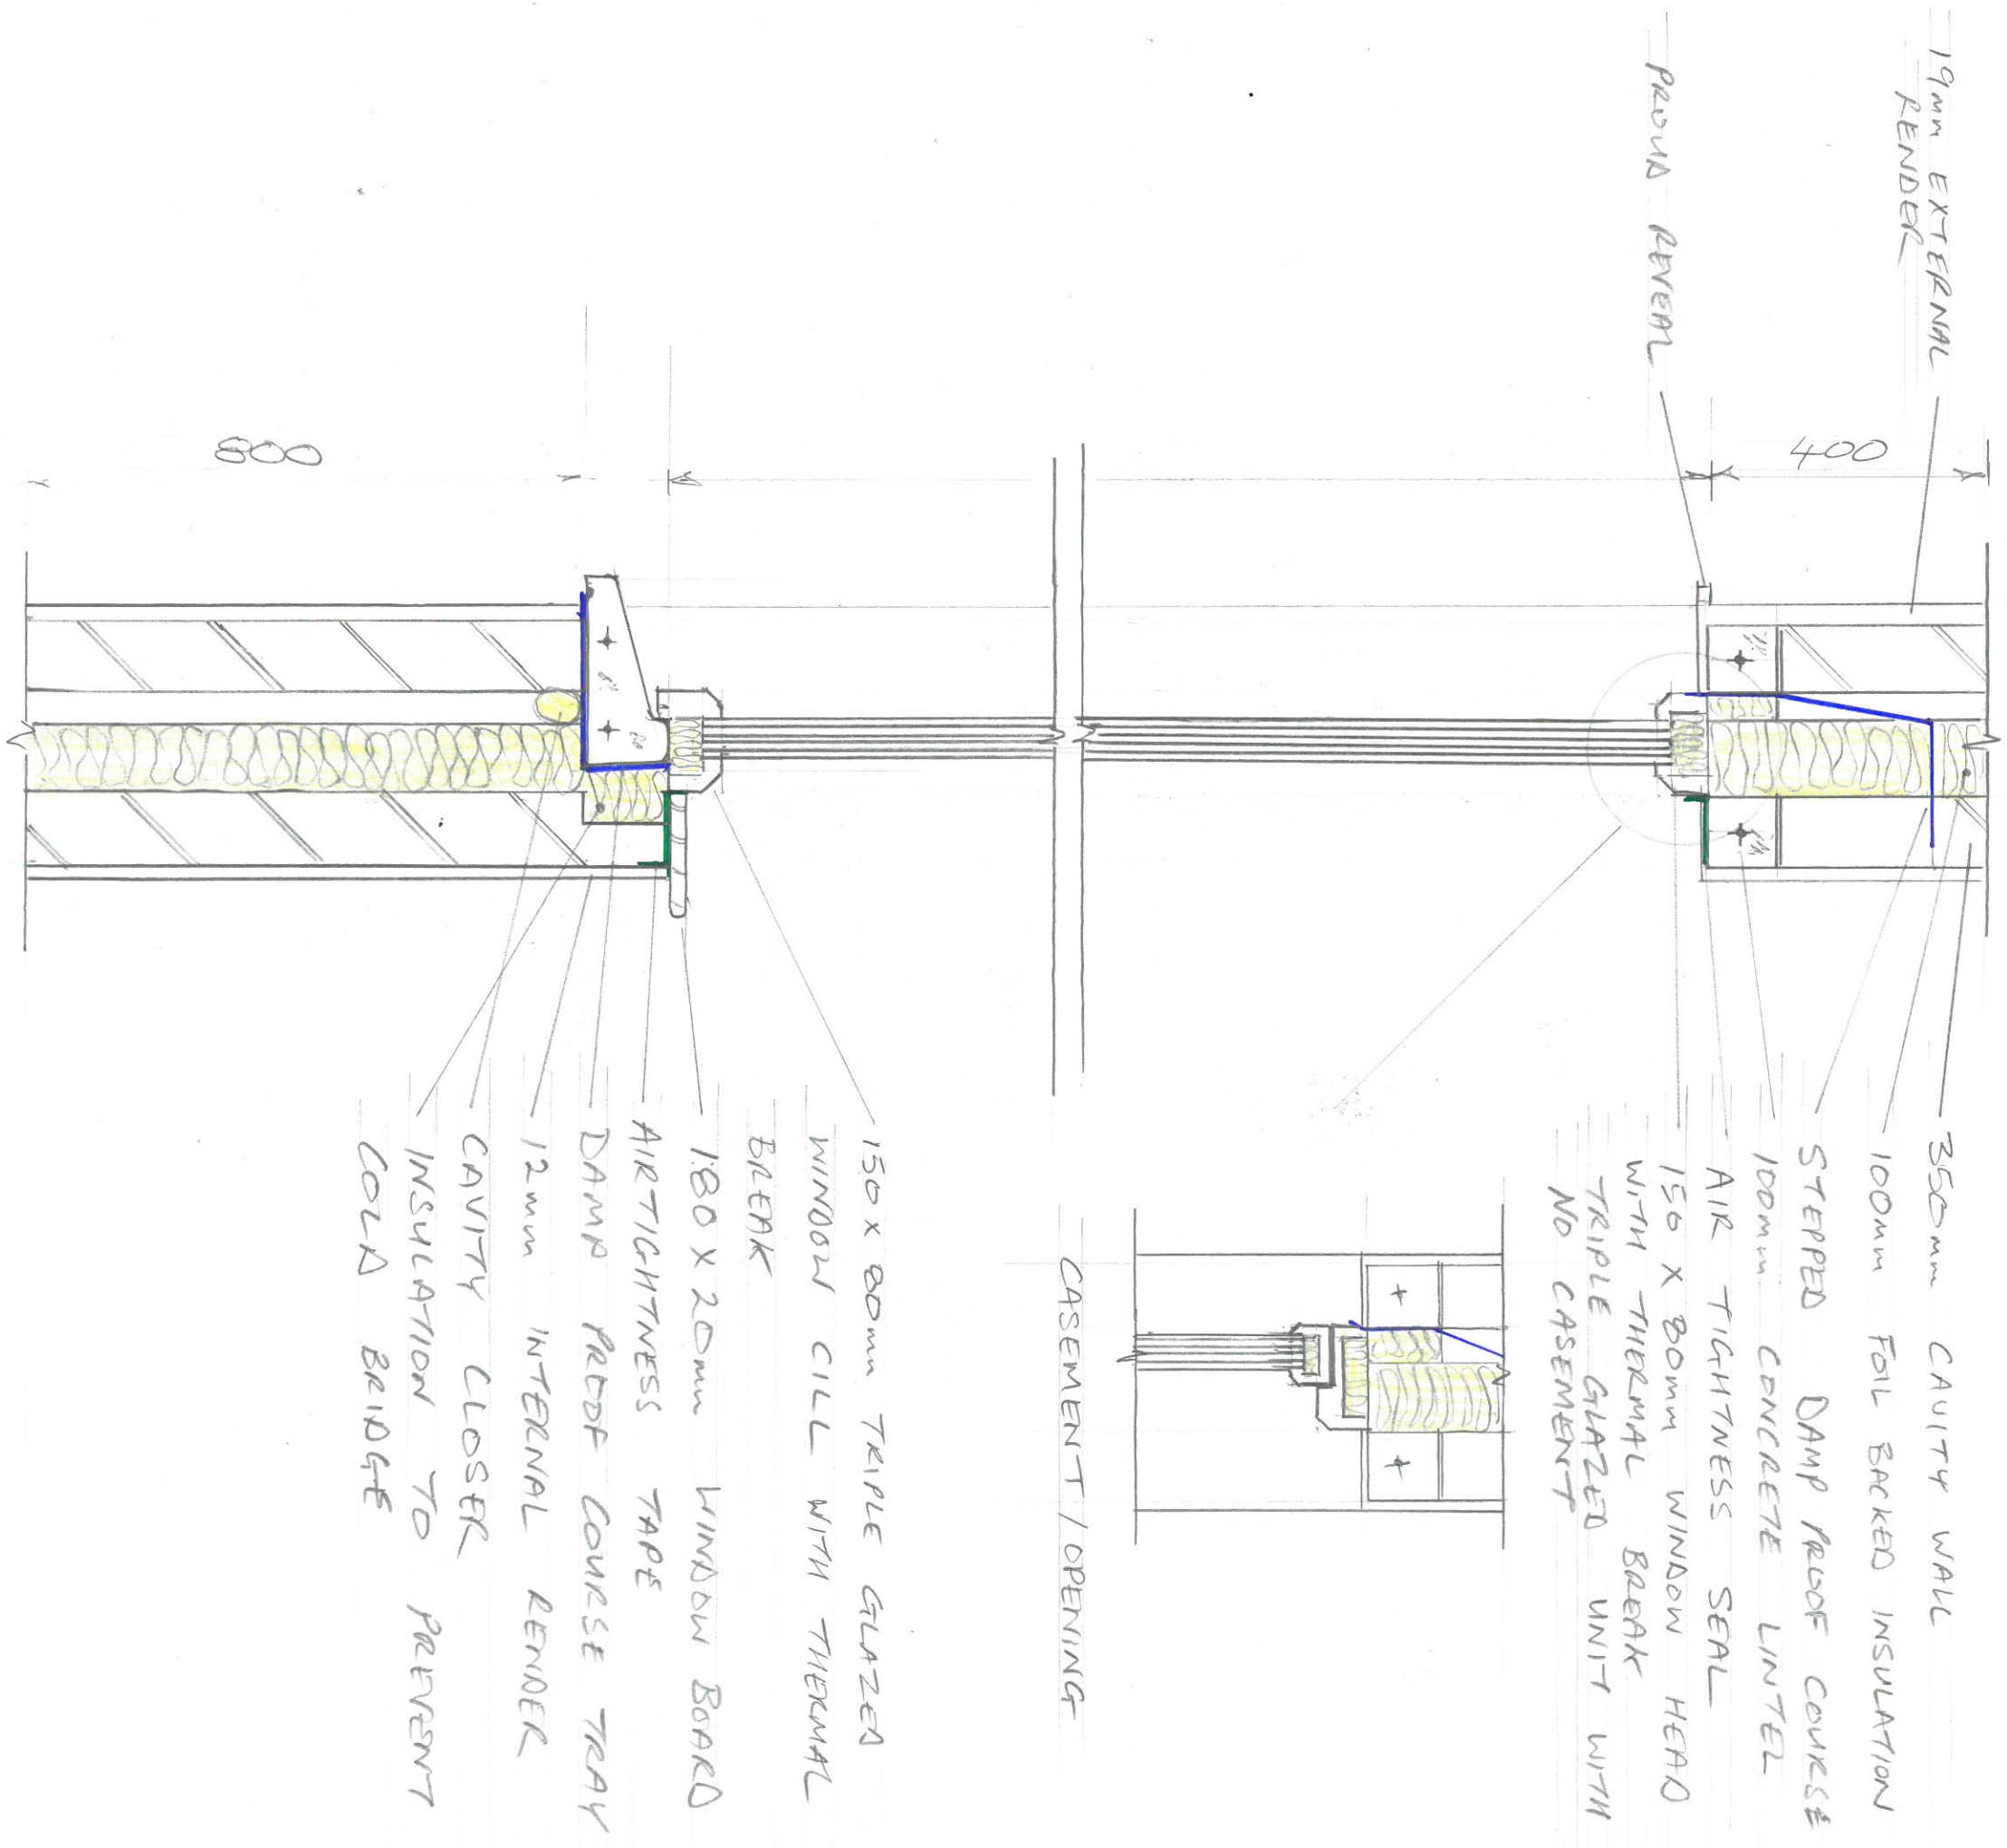 19mm EXTERNAL
RENDER
PROUD REVEAL
400
800
350mm CAVITY WALL
100mm FOIL BACKED INSULATION
STEPPED DAMP PROOF COURSE
100mm CONCRETE LINTEL
AIR TIGHTNESS SEAL
150 X 80mm WINDOW HEAD
WITH THERMAL BREAK
TRIPLE GLAZED UNIT WITH
NO CASEMENT
CASEMENT / OPENING
150 X 80mm TRIPLE GLAZED
WINDOW CILL WITH THERMAL
BREAK
180 X 20mm WINDOW BOARD
AIRTIGHTNESS TAPE
DAMP PROOF COURSE TRAY
12mm INTERNAL RENDER
CAVITY CLOSER
INSULATION TO PREVENT
COLD BRIDGE